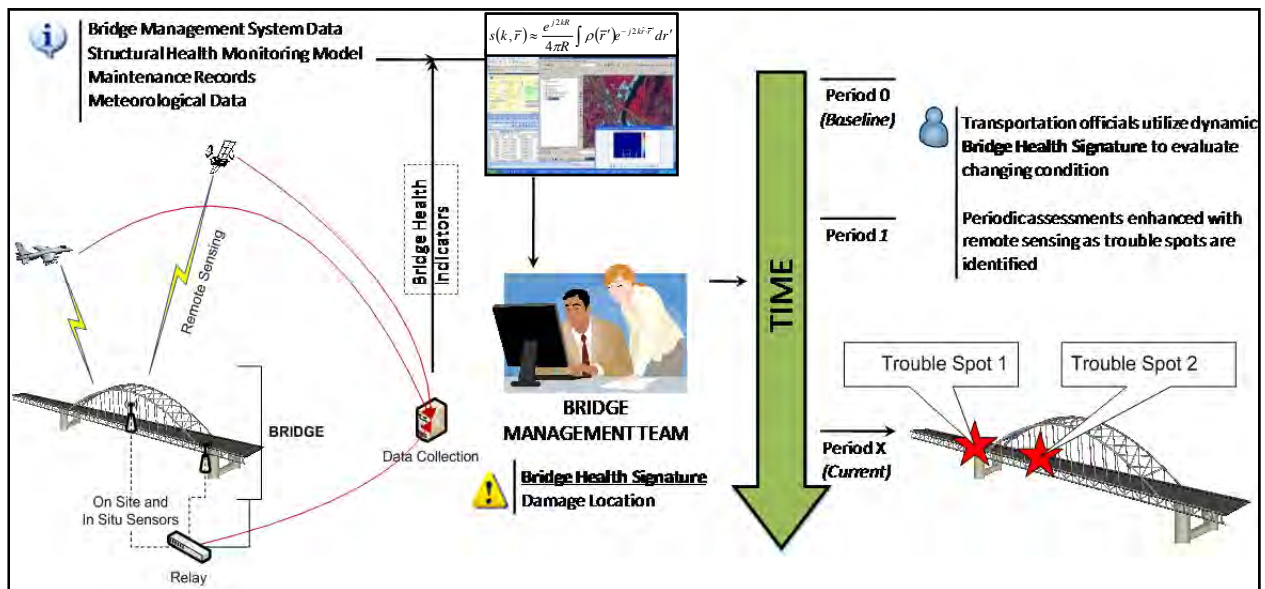 Bridge Management System Data
Structural Health Monitoring Model
Maintenance Records
Meteorological Data
s(k, r̄) ≈ e^{j2kR}/4πR ∫ ρ(r̄′)e^{-j2kr̂·r̄′} dr′
Bridge Health
Indicators
Remote Sensing
BRIDGE
On Site and
In Situ Sensors
Relay
Data Collection
BRIDGE
MANAGEMENT TEAM
Bridge Health Signature
Damage Location
TIME
Period 0
(Baseline)
Period 1
Period X
(Current)
Transportation officials utilize dynamic
Bridge Health Signature to evaluate
changing condition
Periodic assessments enhanced with
remote sensing as trouble spots are
identified
Trouble Spot 1
Trouble Spot 2